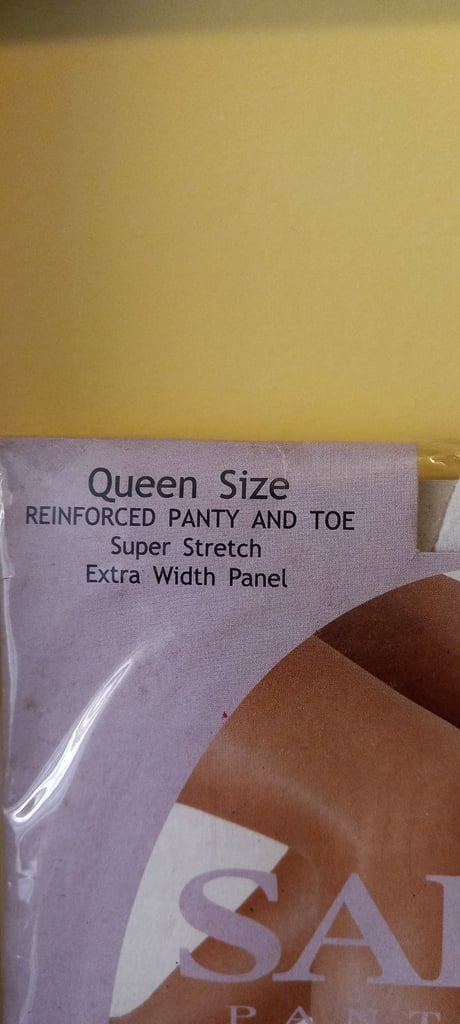 Queen Size
REINFORCED PANTY AND TOE
Super Stretch
Extra Width Panel